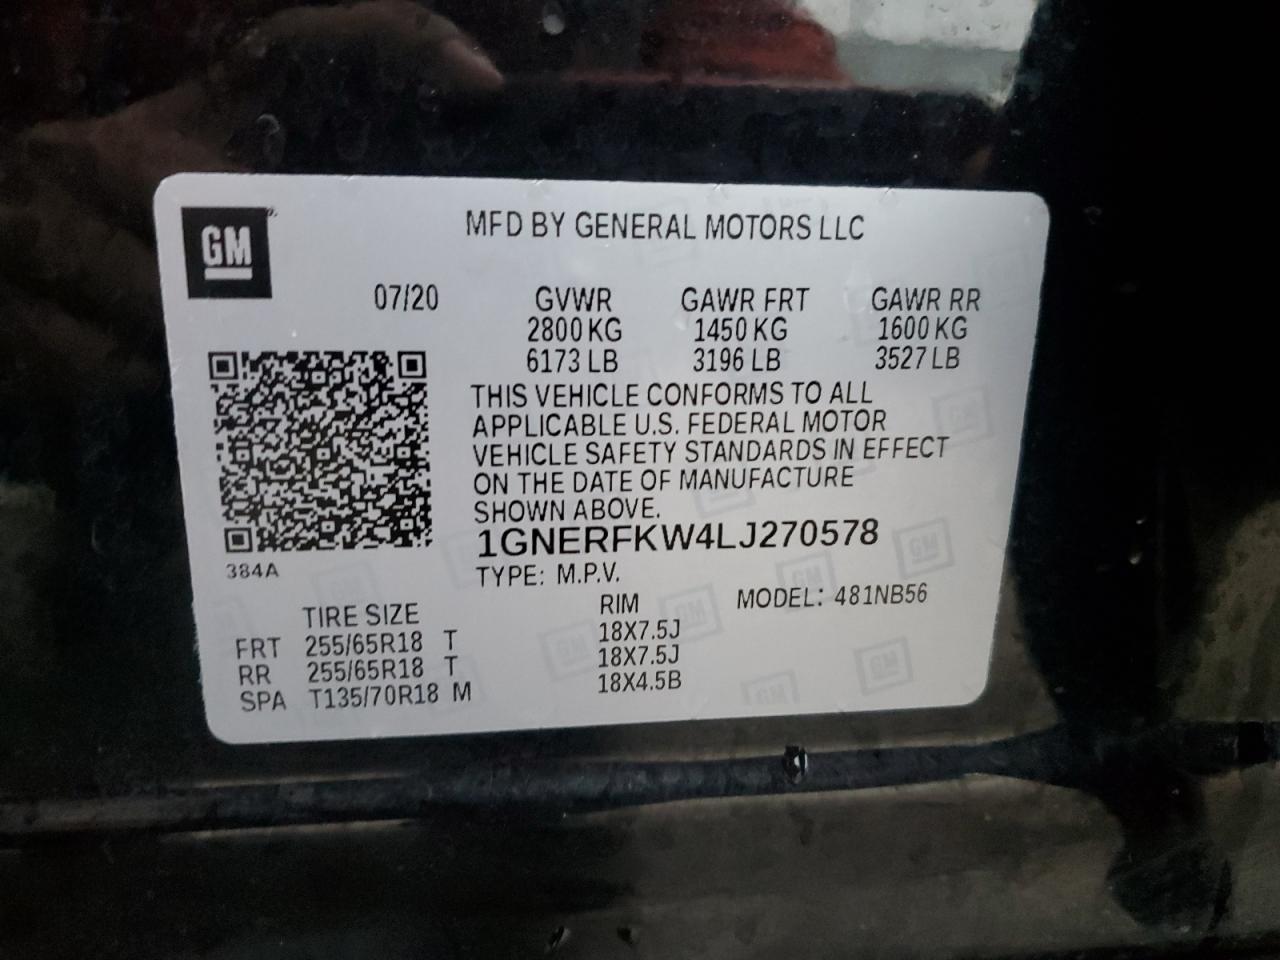 GM
MFD BY GENERAL MOTORS LLC
07/20 GVWR GAWR FRT GAWR RR
2800 KG 1450 KG 1600 KG
6173 LB 3196 LB 3527 LB
THIS VEHICLE CONFORMS TO ALL
APPLICABLE U.S. FEDERAL MOTOR
VEHICLE SAFETY STANDARDS IN EFFECT
ON THE DATE OF MANUFACTURE
SHOWN ABOVE.
1GNERFKW4LJ270578
384A
TYPE: M.P.V.
MODEL: 481NB56
TIRE SIZE RIM
FRT 255/65R18 T 18X7.5J
RR 255/65R18 T 18X7.5J
SPA T135/70R18 M 18X4.5B